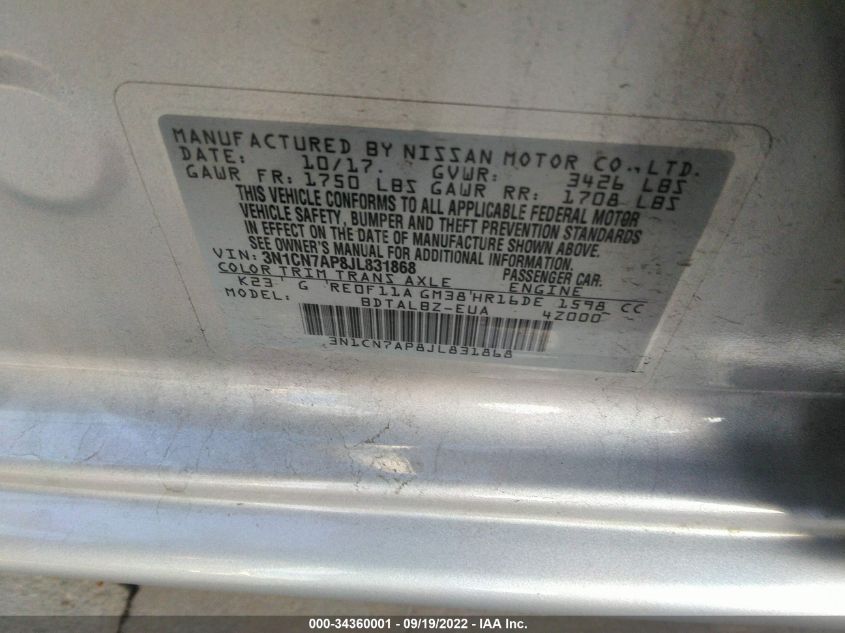 MANUFACTURED BY NISSAN MOTOR CO., LTD.
DATE: 10/17. GVWR: 3426 LBS
GAWR FR: 1750 LBS GAWR RR: 1708 LBS
THIS VEHICLE CONFORMS TO ALL APPLICABLE FEDERAL MOTOR
VEHICLE SAFETY, BUMPER AND THEFT PREVENTION STANDARDS
IN EFFECT ON THE DATE OF MANUFACTURE SHOWN ABOVE.
SEE OWNER'S MANUAL FOR ADDITIONAL INFORMATION.
VIN: 3N1CN7AP8JL831868 PASSENGER CAR.
COLOR TRIM TRANS AXLE ENGINE
K23 G RE0F11A GM38 HR16DE 1598 CC
MODEL: BDTALBZ-EUA 42000
3N1CN7AP8JL831868
000-34360001 - 09/19/2022 - IAA Inc.